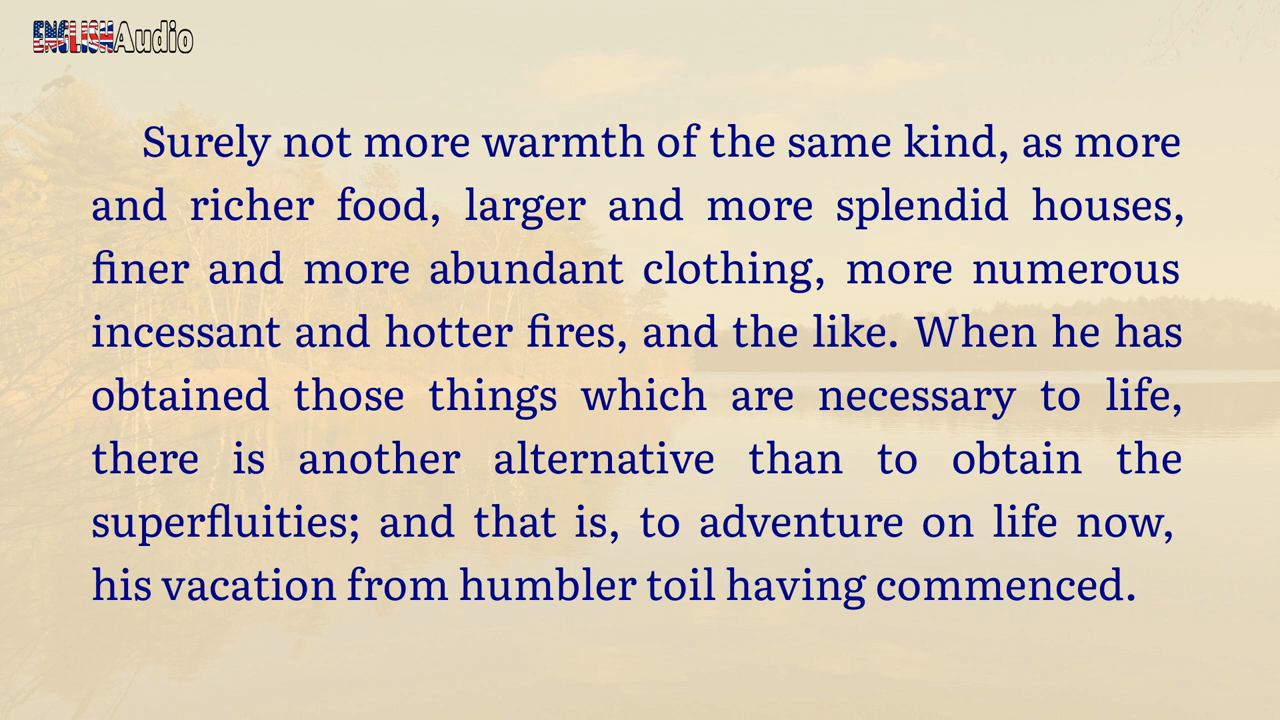 ENGLISHAudio
Surely not more warmth of the same kind, as more
and richer food, larger and more splendid houses,
finer and more abundant clothing, more numerous
incessant and hotter fires, and the like. When he has
obtained those things which are necessary to life,
there is another alternative than to obtain the
superfluities; and that is, to adventure on life now,
his vacation from humbler toil having commenced.